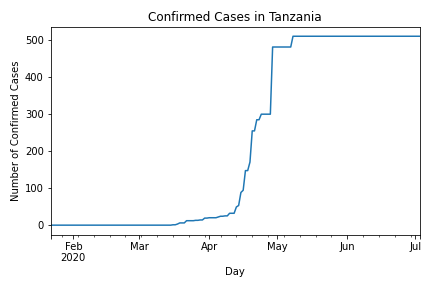 Confirmed Cases in Tanzania
Number of Confirmed Cases
500
400
300
200
100
0
Feb
2020
Mar
Apr
May
Jun
Jul
Day